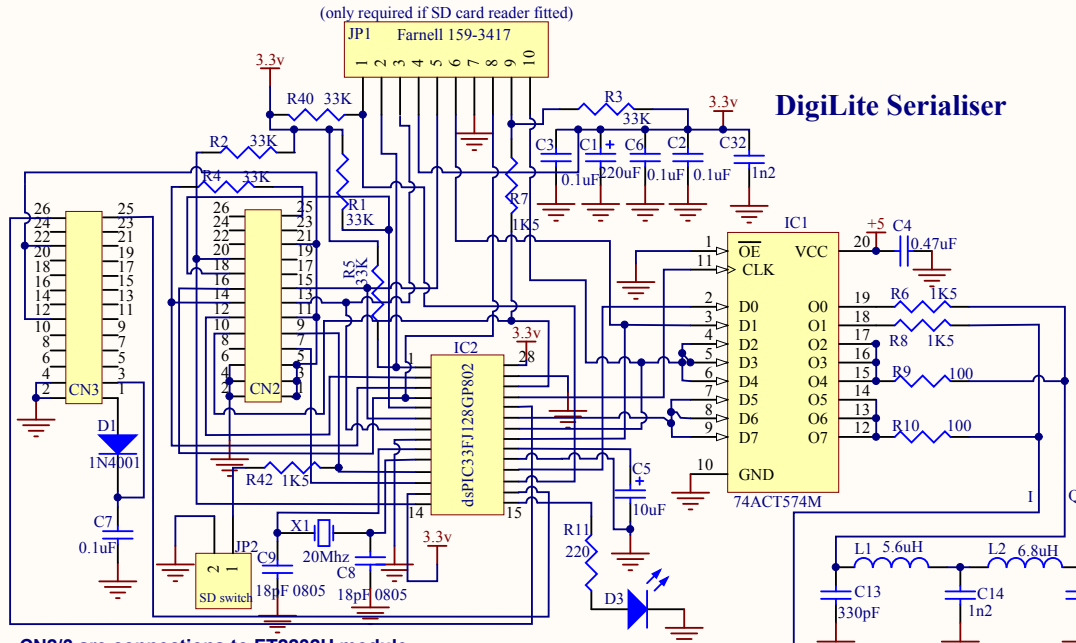 (only required if SD card reader fitted)
JP1 Farnell 159-3417
1 2 3 4 5 6 7 8 9 10
DigiLite Serialiser
3.3v
R40 33K
R2 33K
R4 33K
R1
33K
R5
33K
R7
1K5
R3
33K
3.3v
C3
0.1uF
C1
+
220uF
C6
0.1uF
C2
0.1uF
C32
1n2
26 25
24 23
22 21
20 19
18 17
16 15
14 13
12 11
10 9
8 7
6 5
4 3
2 1
CN3
26 25
24 23
22 21
20 19
18 17
16 15
14 13
12 11
10 9
8 7
6 5
4 3
2 1
CN2
IC1
1 OE VCC 20
11 CLK
2 D0 O0 19
3 D1 O1 18
4 D2 O2 17
5 D3 O3 16
6 D4 O4 15
7 D5 O5 14
8 D6 O6 13
9 D7 O7 12
10 GND
74ACT574M
+5
C4
0.47uF
R6 1K5
R8 1K5
R9 100
R10 100
IC2
dsPIC33FJ128GP802
1 28
14 15
3.3v
3.3v
D1
1N4001
C7
0.1uF
R42 1K5
JP2
2 1
SD switch
X1
20Mhz
C9
18pF 0805
C8
18pF 0805
C5
+
10uF
R11
220
D3
I Q
L1 5.6uH
L2 6.8uH
C13
330pF
C14
1n2